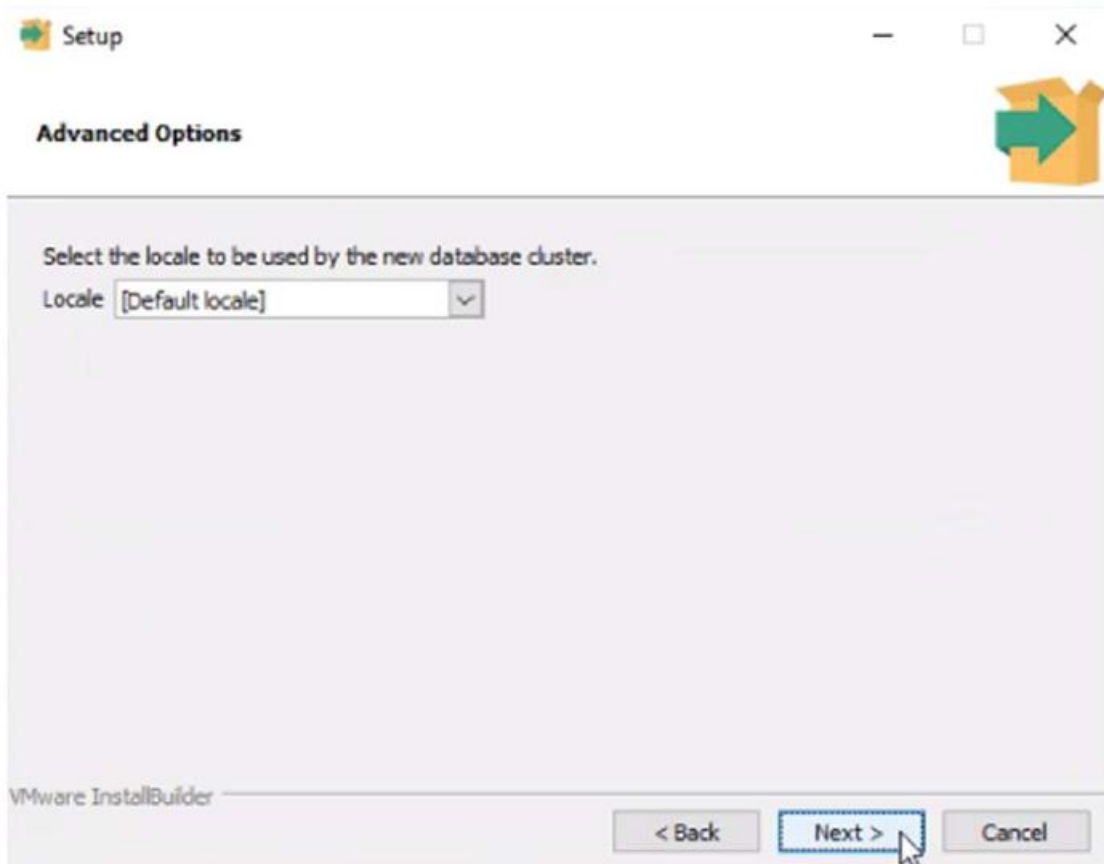 Setup
Advanced Options
Select the locale to be used by the new database cluster.
Locale [Default locale]
VMware InstallBuilder
< Back Next > Cancel